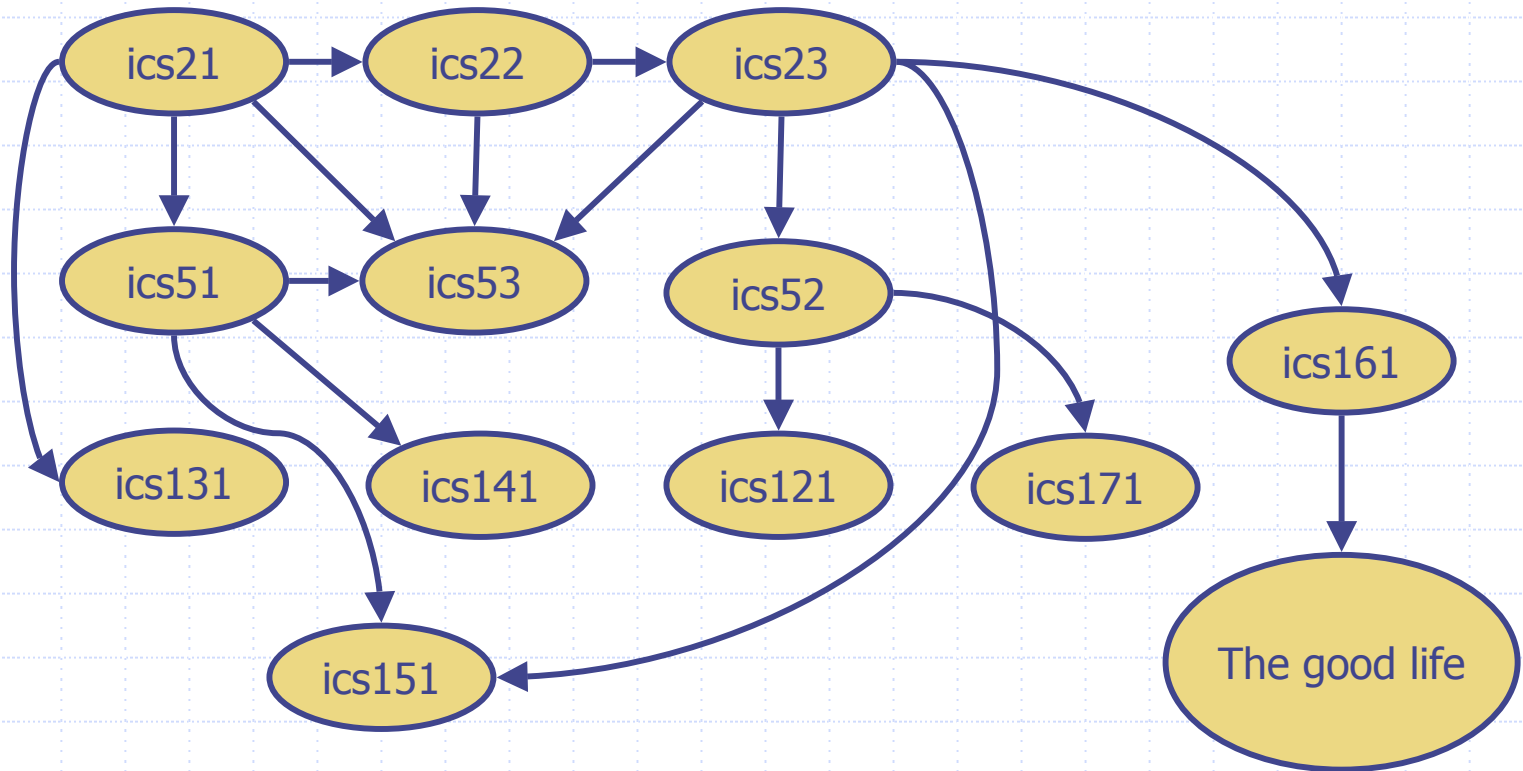 ics21
ics22
ics23
ics51
ics53
ics52
ics161
ics131
ics141
ics121
ics171
ics151
The good life